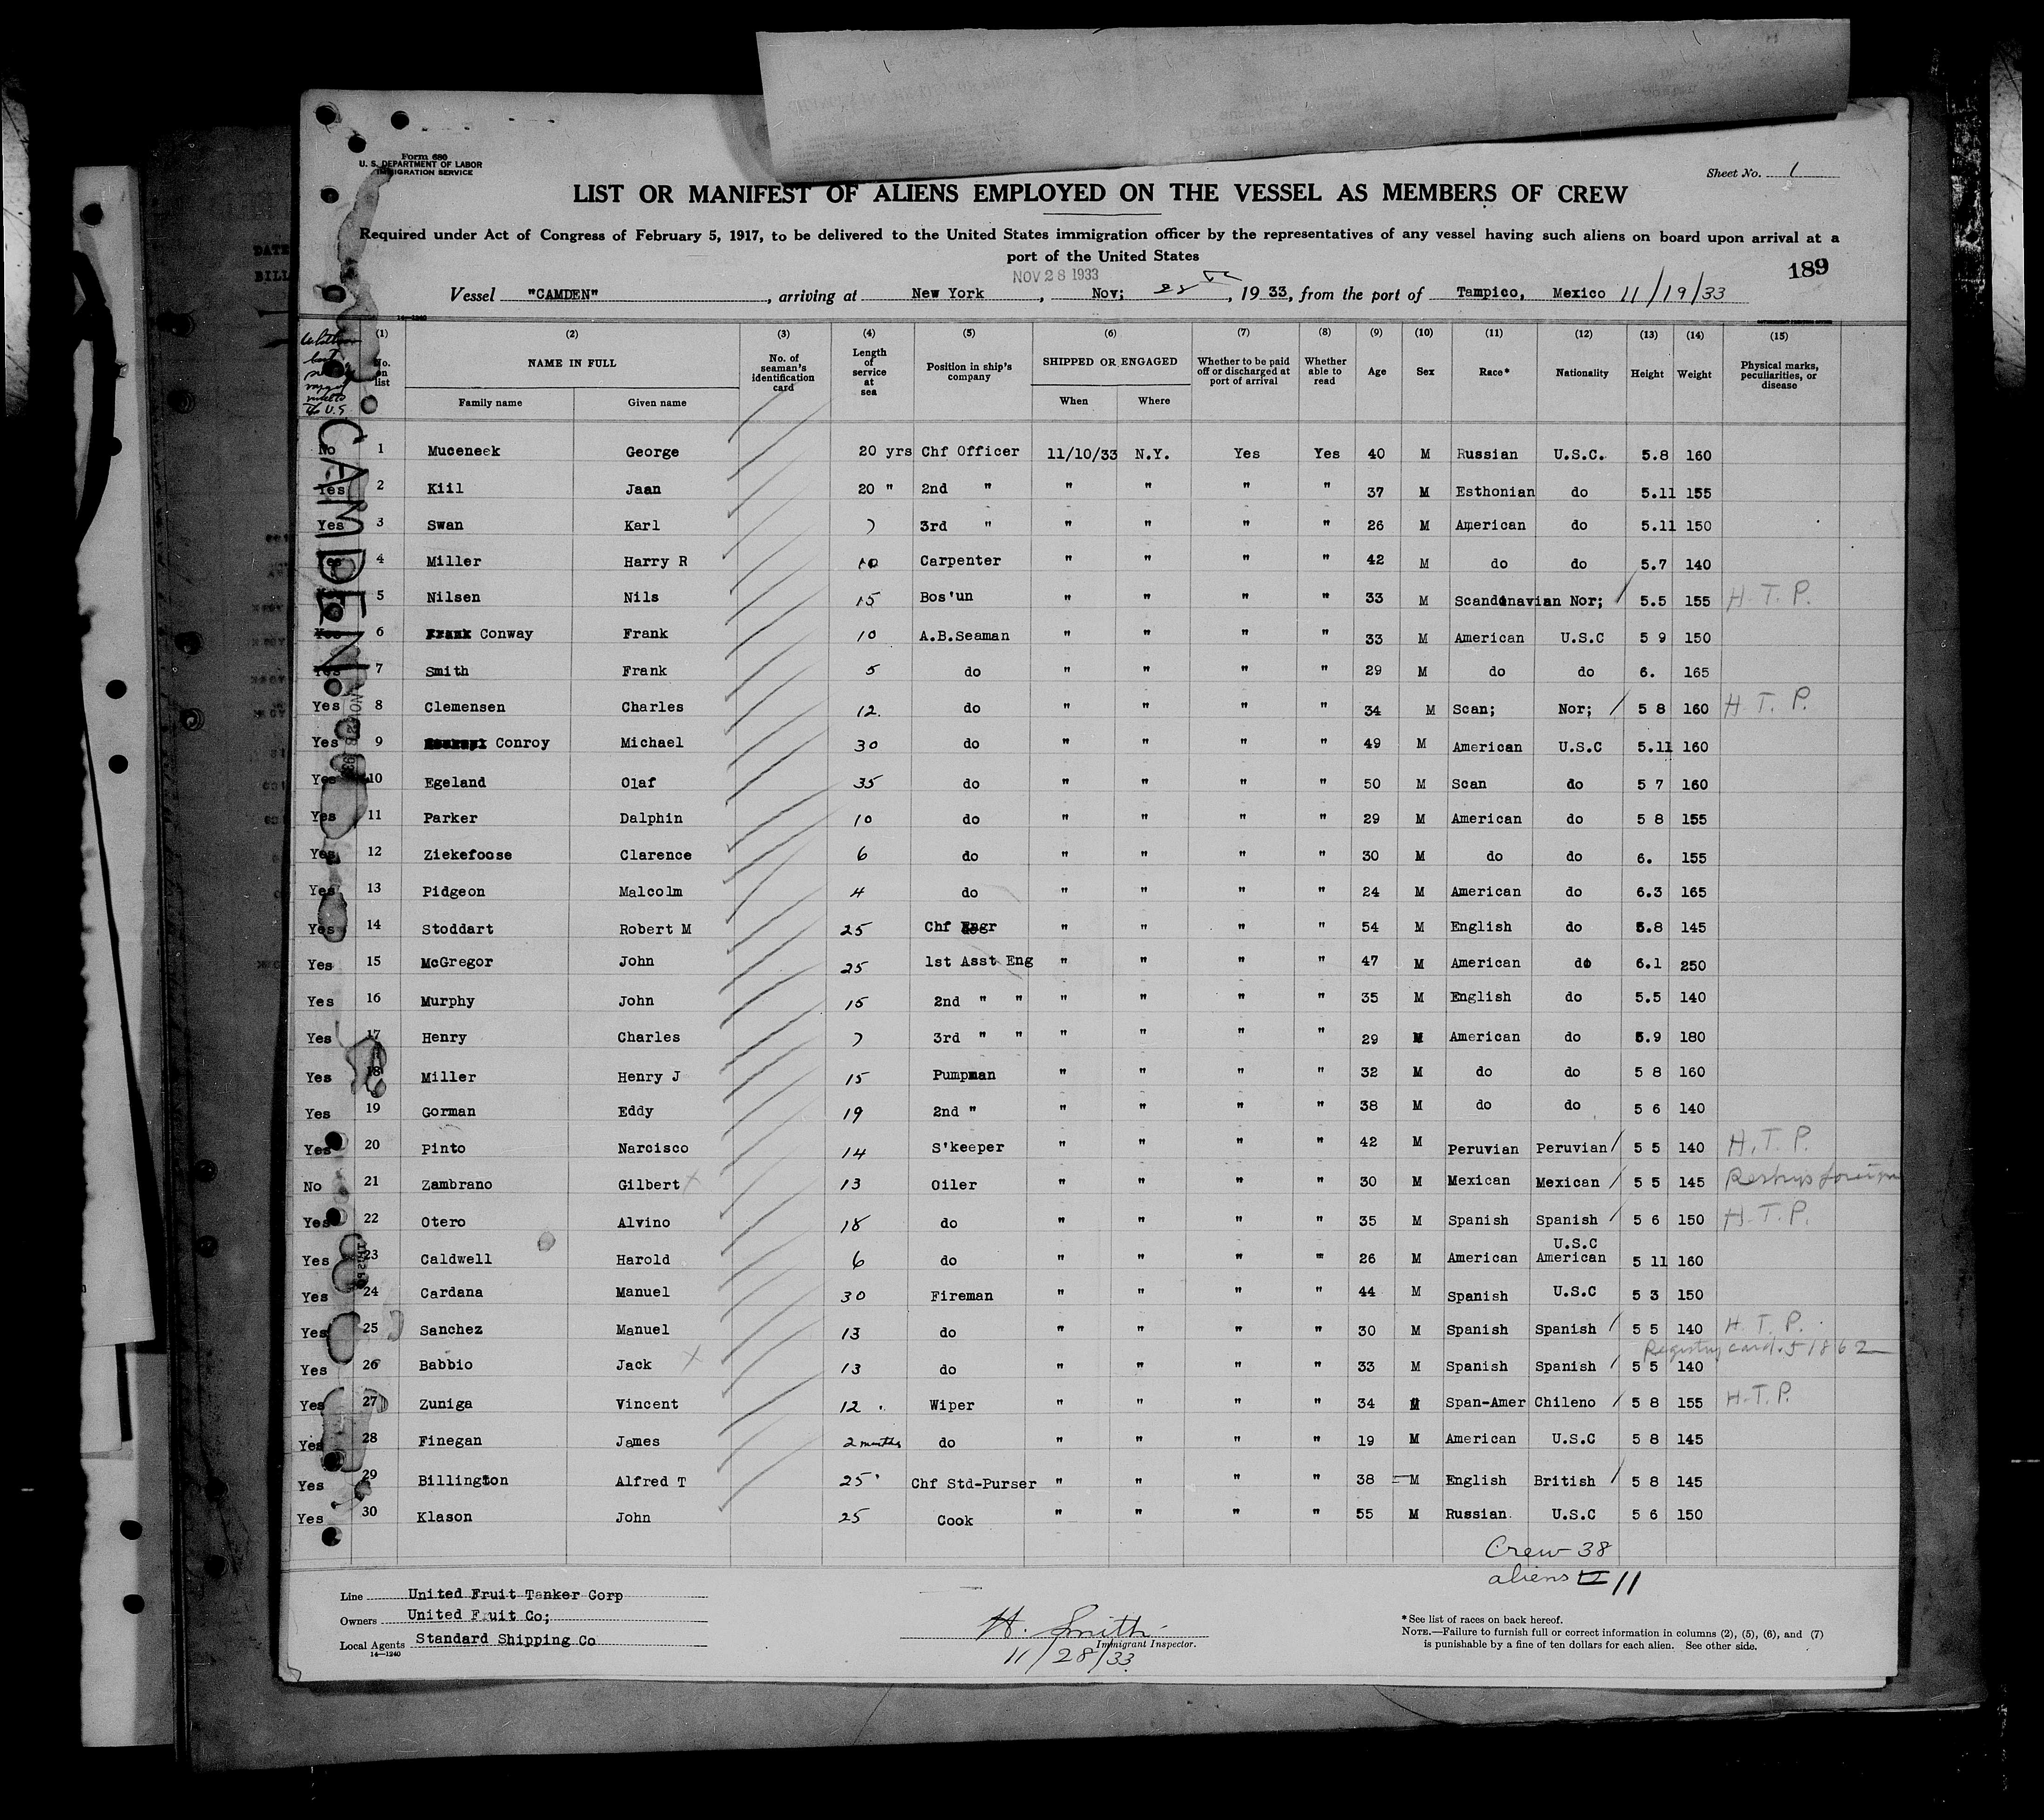 Form 680
U. S. DEPARTMENT OF LABOR
IMMIGRATION SERVICE
Sheet No. 1
LIST OR MANIFEST OF ALIENS EMPLOYED ON THE VESSEL AS MEMBERS OF CREW
Required under Act of Congress of February 5, 1917, to be delivered to the United States immigration officer by the representatives of any vessel having such aliens on board upon arrival at a
port of the United States
NOV 28 1933
189
Vessel "CAMDEN", arriving at New York, Nov; 28, 1933, from the port of Tampico, Mexico 11/19/33
14-1240
(1) (2) (3) (4) (5) (6) (7) (8) (9) (10) (11) (12) (13) (14) (15)
No. on list NAME IN FULL No. of seaman's identification card Length of service at sea Position in ship's company SHIPPED OR ENGAGED Whether to be paid off or discharged at port of arrival Whether able to read Age Sex Race* Nationality Height Weight Physical marks, peculiarities, or disease
Family name Given name When Where
CAMDEN
No 1 Muceneek George 20 yrs Chf Officer 11/10/33 N.Y. Yes Yes 40 M Russian U.S.C. 5.8 160
Yes 2 Kiil Jaan 20 " 2nd " " " " " 37 M Esthonian do 5.11 155
Yes 3 Swan Karl 7 3rd " " " " " 26 M American do 5.11 150
Yes 4 Miller Harry R 10 Carpenter " " " " 42 M do do 5.7 140
Yes 5 Nilsen Nils 15 Bos'un " " " " 33 M Scandinavian Nor; / 5.5 155 H. T. P.
Yes 6 Frank Conway Frank 10 A.B.Seaman " " " " 33 M American U.S.C 5 9 150
Yes 7 Smith Frank 5 do " " " " 29 M do do 6. 165
Yes 8 Clemensen Charles 12 do " " " " 34 M Scan; Nor; / 5 8 160 H. T. P.
Yes 9 Conroy Michael 30 do " " " " 49 M American U.S.C 5.11 160
Yes 10 Egeland Olaf 35 do " " " " 50 M Scan do 5 7 160
Yes 11 Parker Dalphin 10 do " " " " 29 M American do 5 8 155
Yes 12 Ziekefoose Clarence 6 do " " " " 30 M do do 6. 155
Yes 13 Pidgeon Malcolm 4 do " " " " 24 M American do 6.3 165
Yes 14 Stoddart Robert M 25 Chf Engr " " " " 54 M English do 5.8 145
Yes 15 McGregor John 25 1st Asst Eng " " " " 47 M American do 6.1 250
Yes 16 Murphy John 15 2nd " " " " " " 35 M English do 5.5 140
Yes 17 Henry Charles 7 3rd " " " " " " 29 M American do 5.9 180
Yes 18 Miller Henry J 15 Pumpman " " " " 32 M do do 5 8 160
Yes 19 Gorman Eddy 19 2nd " " " " " 38 M do do 5 6 140
Yes 20 Pinto Narcisco 14 S'keeper " " " " 42 M Peruvian Peruvian / 5 5 140 H. T. P.
No 21 Zambrano Gilbert X 13 Oiler " " " " 30 M Mexican Mexican / 5 5 145 Reships foreign
Yes 22 Otero Alvino 18 do " " " " 35 M Spanish Spanish / 5 6 150 H. T. P.
Yes 23 Caldwell Harold 6 do " " " " 26 M American U.S.C American 5 11 160
Yes 24 Cardana Manuel 30 Fireman " " " " 44 M Spanish U.S.C 5 3 150
Yes 25 Sanchez Manuel 13 do " " " " 30 M Spanish Spanish / 5 5 140 H. T. P.
Registry card. 51862
Yes 26 Babbio Jack X 13 do " " " " 33 M Spanish Spanish / 5 5 140
Yes 27 Zuniga Vincent 12 Wiper " " " " 34 M Span-Amer Chileno / 5 8 155 H. T. P.
Yes 28 Finegan James 2 months do " " " " 19 M American U.S.C 5 8 145
Yes 29 Billington Alfred T 25 Chf Std-Purser " " " " 38 M English British / 5 8 145
Yes 30 Klason John 25 Cook " " " " 55 M Russian U.S.C 5 6 150
Crew 38
aliens 11
Line United Fruit Tanker Corp
Owners United Fruit Co;
Local Agents Standard Shipping Co
14-1240
H. Smith
Immigrant Inspector.
11/28/33
*See list of races on back hereof.
NOTE.—Failure to furnish full or correct information in columns (2), (5), (6), and (7)
is punishable by a fine of ten dollars for each alien. See other side.